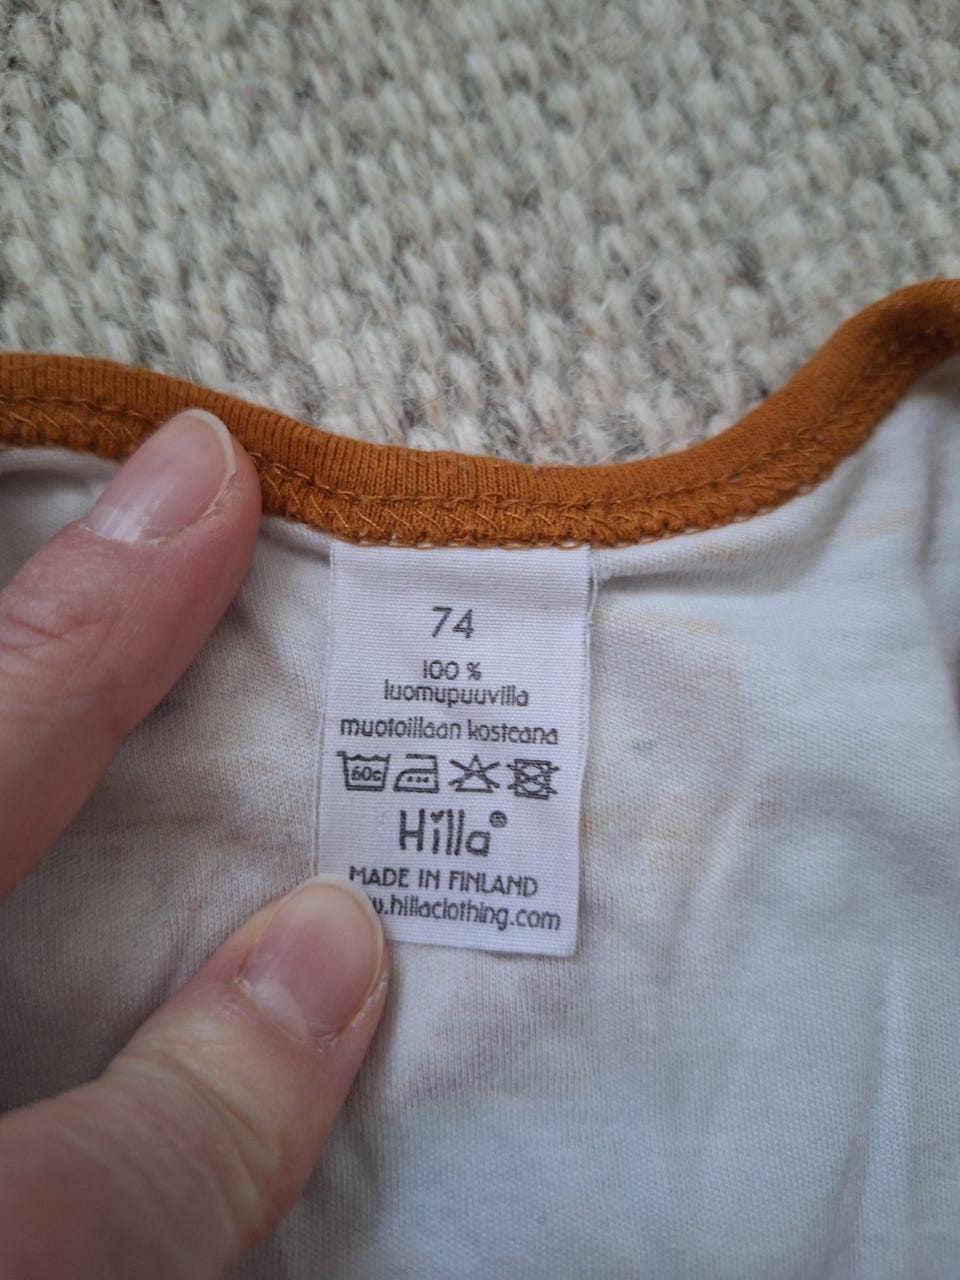 74
100 %
luomupuuvilla
muotoillaan kosteana
60c
Hilla
MADE IN FINLAND
.hillaclothing.com